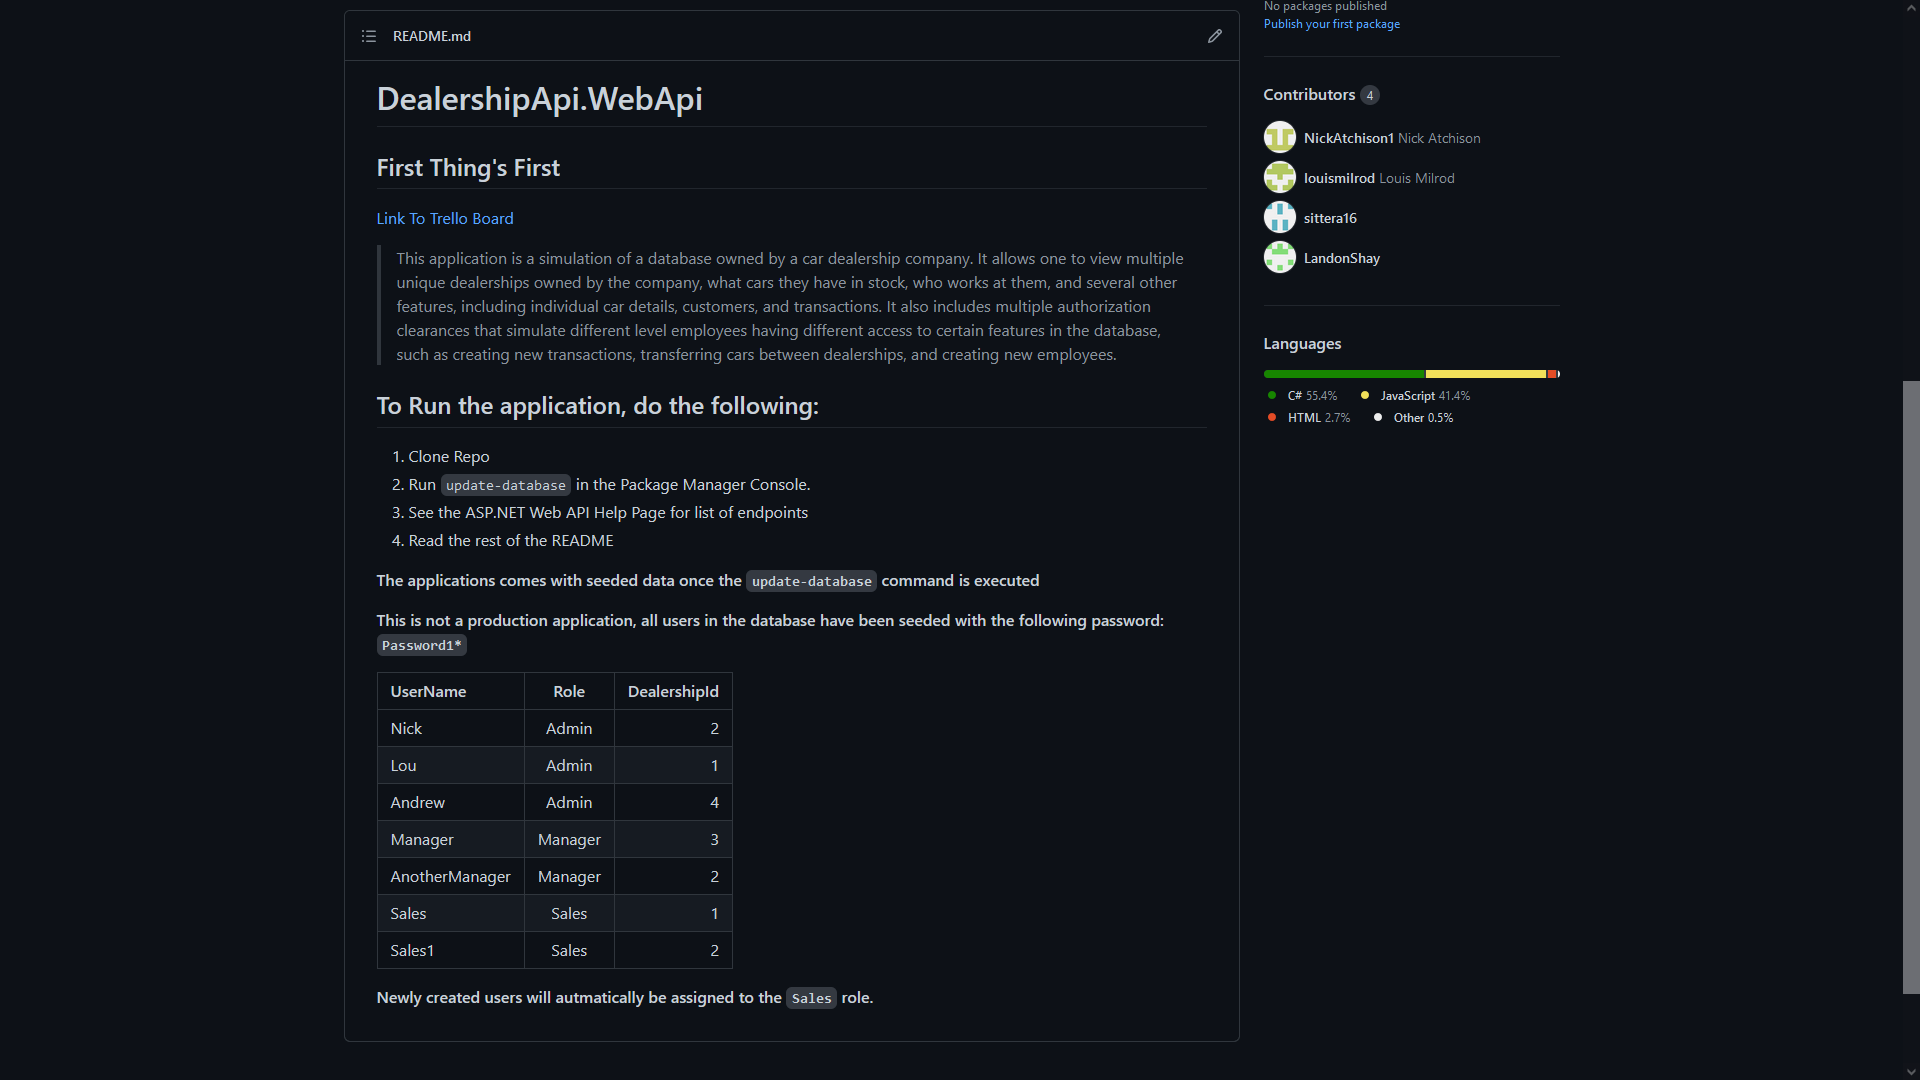 No packages published
Publish your first package
README.md
DealershipApi.WebApi
First Thing's First
Link To Trello Board
This application is a simulation of a database owned by a car dealership company. It allows one to view multiple
unique dealerships owned by the company, what cars they have in stock, who works at them, and several other
features, including individual car details, customers, and transactions. It also includes multiple authorization
clearances that simulate different level employees having different access to certain features in the database,
such as creating new transactions, transferring cars between dealerships, and creating new employees.
To Run the application, do the following:
1. Clone Repo
2. Run update-database in the Package Manager Console.
3. See the ASP.NET Web API Help Page for list of endpoints
4. Read the rest of the README
The applications comes with seeded data once the update-database command is executed
This is not a production application, all users in the database have been seeded with the following password:
Password1*
UserName Role DealershipId
Nick Admin 2
Lou Admin 1
Andrew Admin 4
Manager Manager 3
AnotherManager Manager 2
Sales Sales 1
Sales1 Sales 2
Newly created users will autmatically be assigned to the Sales role.
Contributors 4
NickAtchison1 Nick Atchison
louismilrod Louis Milrod
sittera16
LandonShay
Languages
C# 55.4% JavaScript 41.4%
HTML 2.7% Other 0.5%